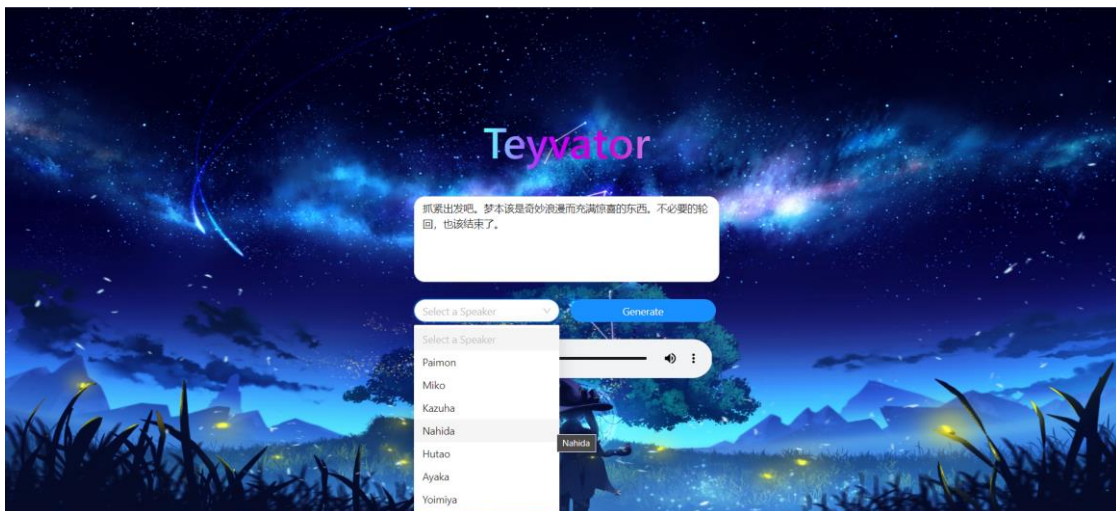 Teyvator
抓紧出发吧。梦本该是奇妙浪漫而充满惊喜的东西。不必要的轮
回，也该结束了。
Select a Speaker
Generate
Select a Speaker
Paimon
Miko
Kazuha
Nahida
Nahida
Hutao
Ayaka
Yoimiya